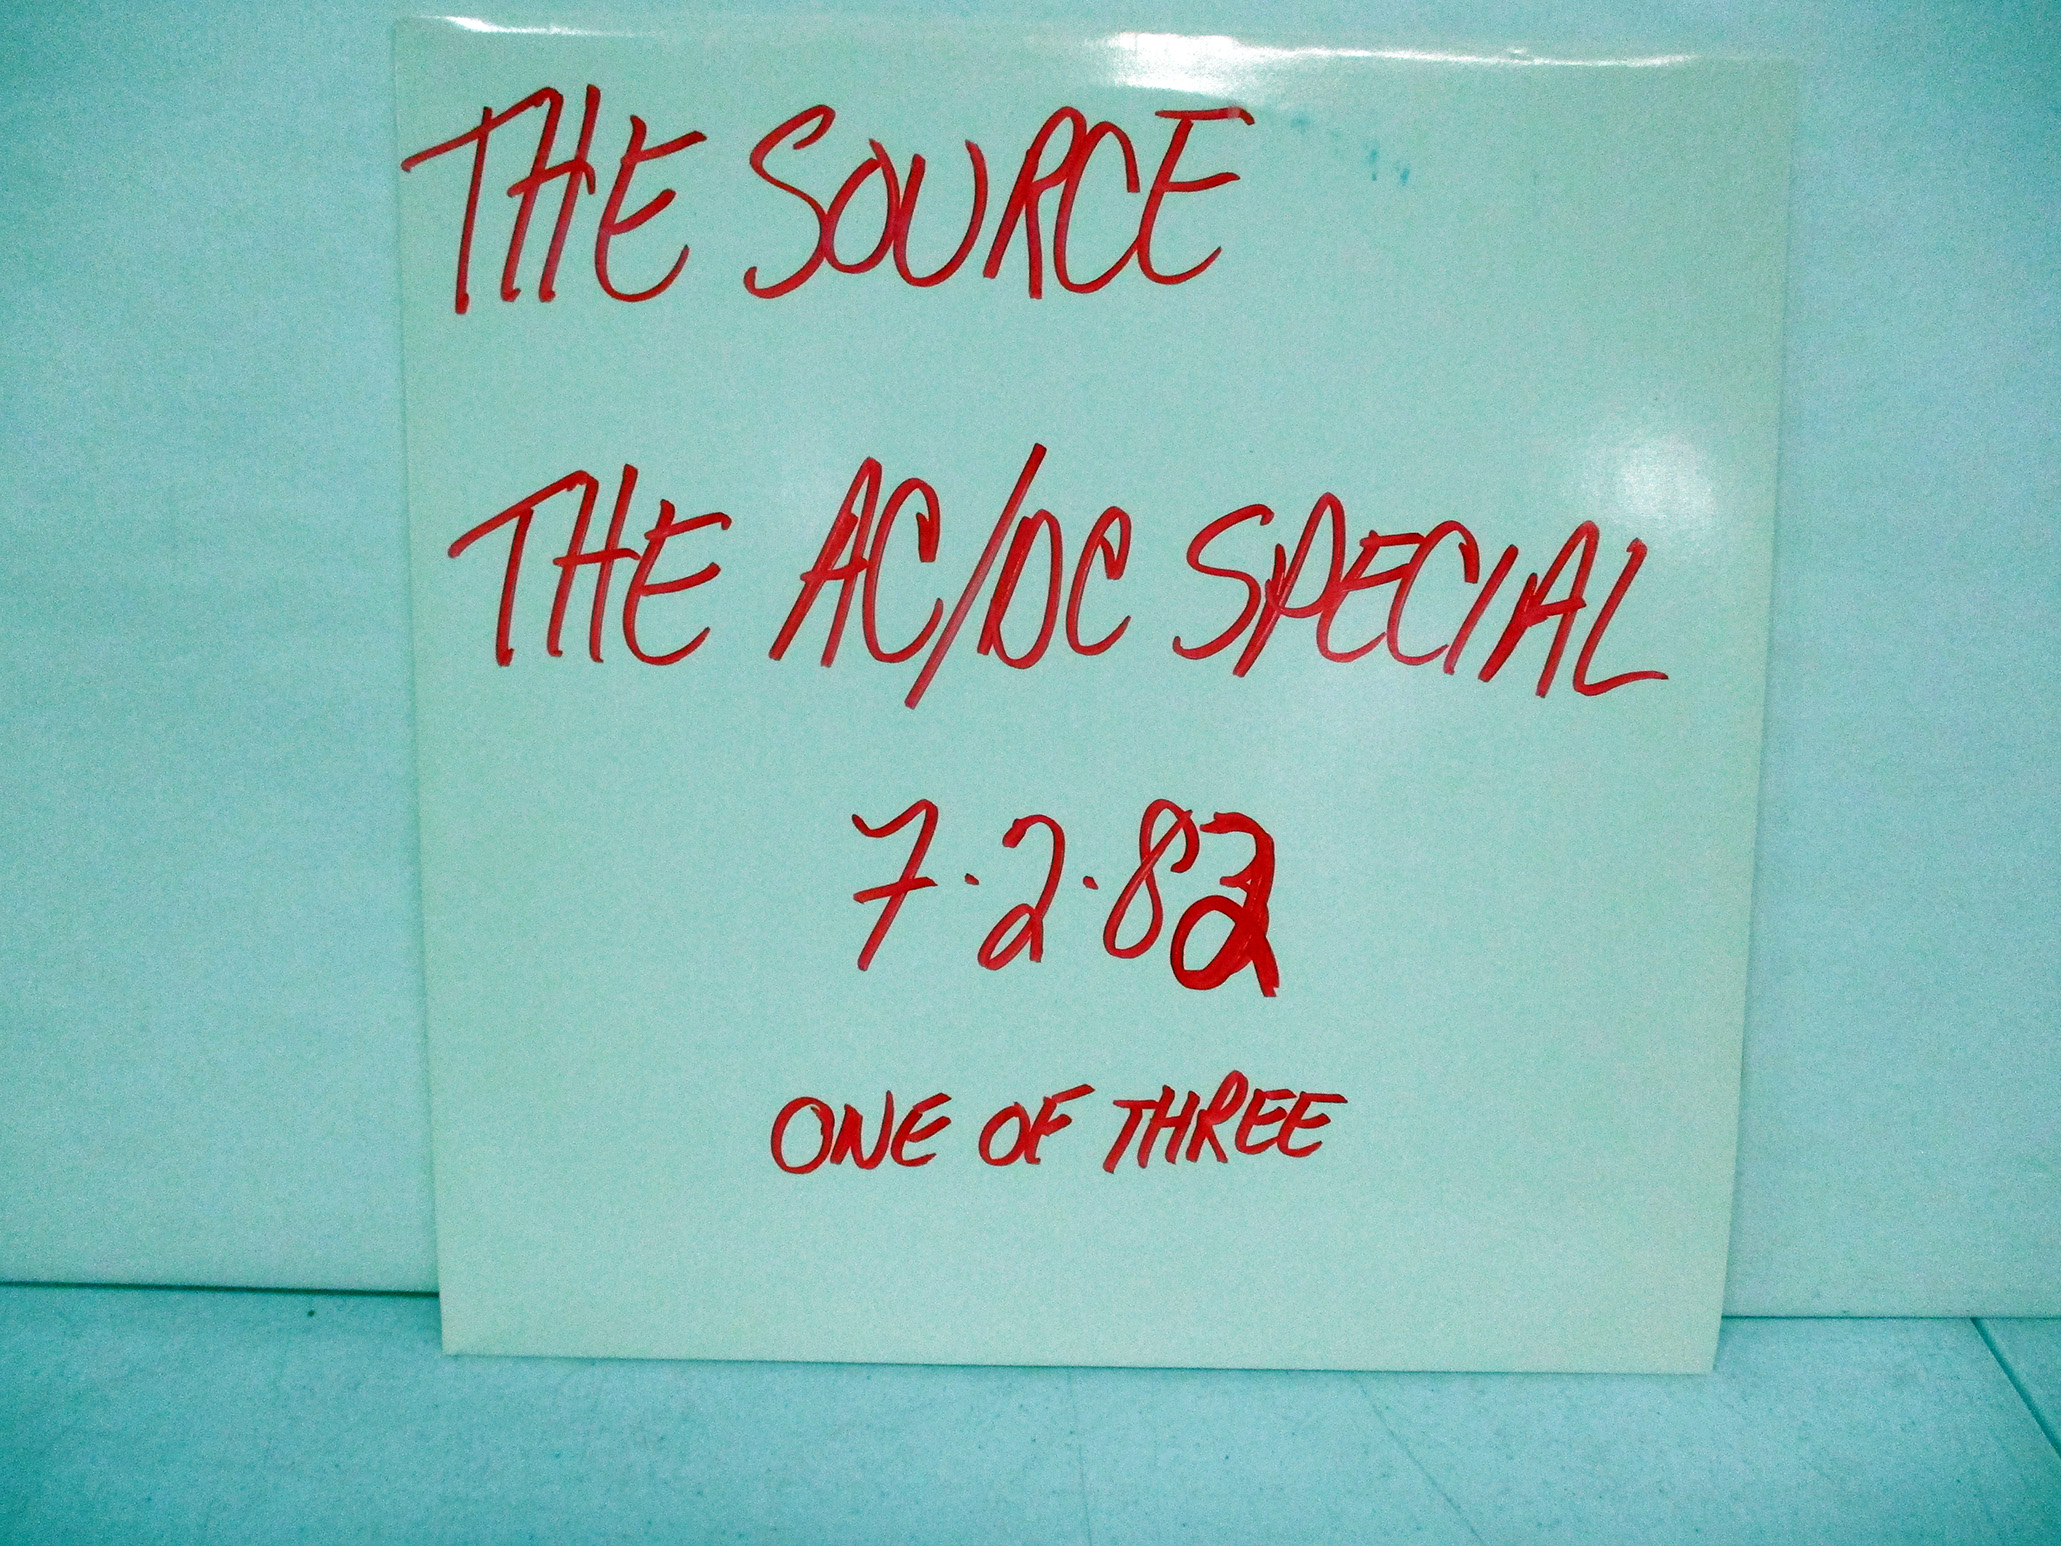 THE SOURCE
THE AC/DC SPECIAL
7.2.82
ONE OF THREE